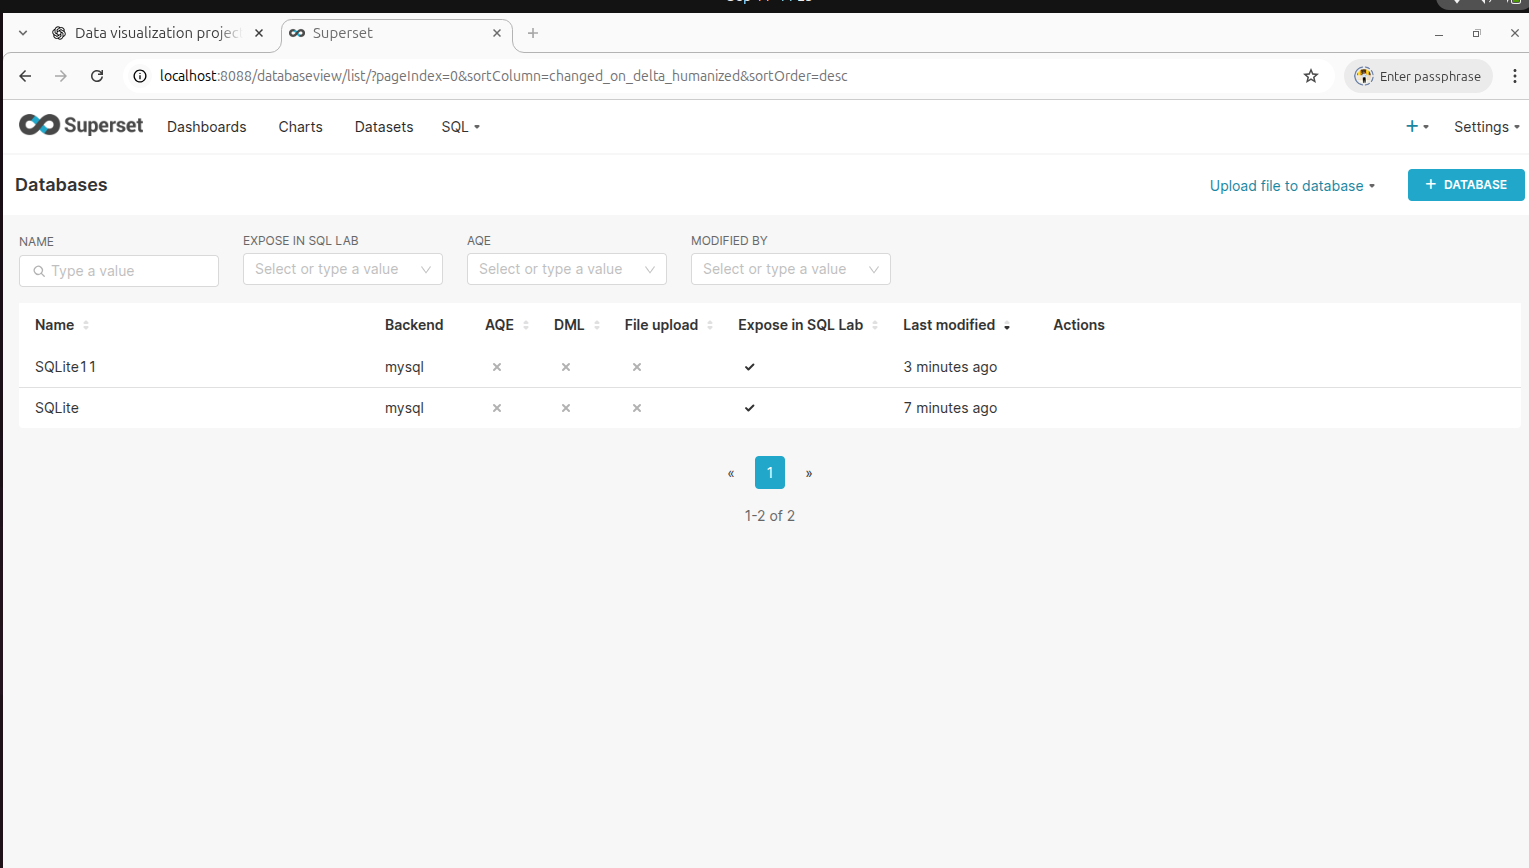 Data visualization projec
Superset
localhost:8088/databaseview/list/?pageIndex=0&sortColumn=changed_on_delta_humanized&sortOrder=desc
Enter passphrase
Superset Dashboards Charts Datasets SQL Settings
Databases
Upload file to database
+ DATABASE
NAME EXPOSE IN SQL LAB AQE MODIFIED BY
Type a value Select or type a value Select or type a value Select or type a value
Name Backend AQE DML File upload Expose in SQL Lab Last modified Actions
SQLite11 mysql 3 minutes ago
SQLite mysql 7 minutes ago
« 1 »
1-2 of 2